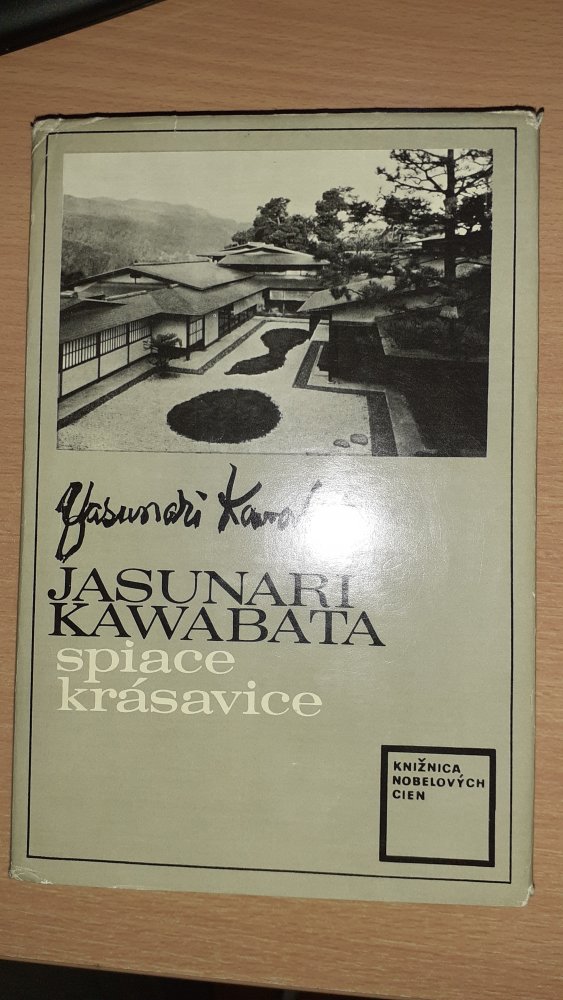 Yasunari
JASUNARI
KAWABATA
spiace
krásavice
KNIŽNICA
NOBELOVÝCH
CIEN